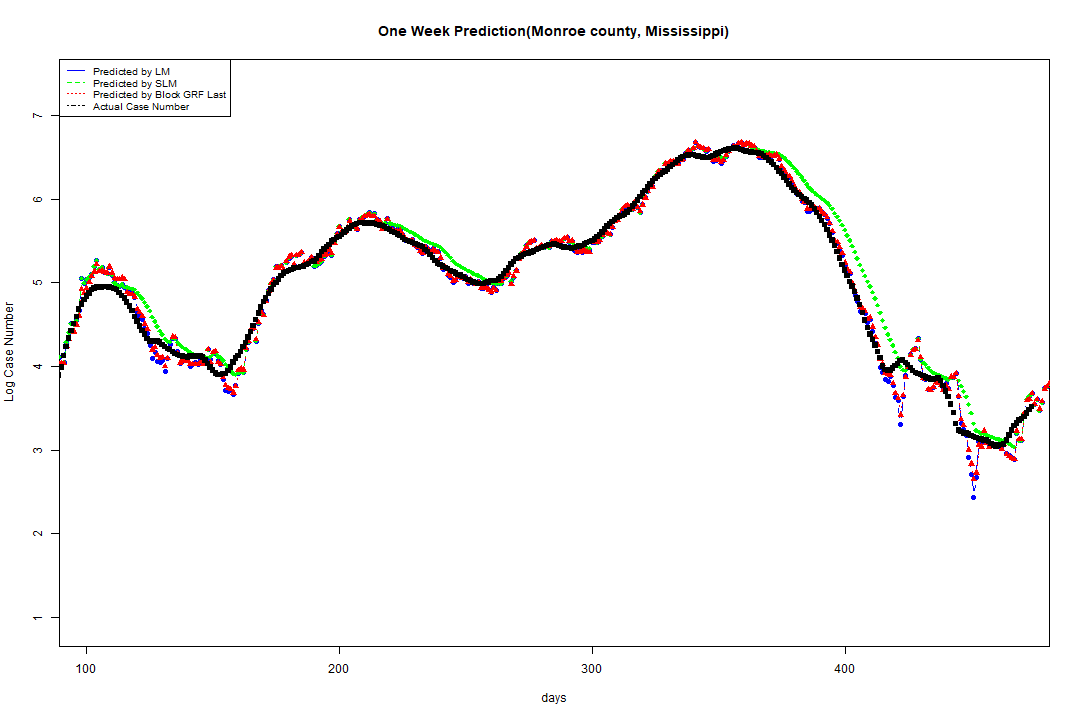 One Week Prediction(Monroe county, Mississippi)
Predicted by LM
Predicted by SLM
Predicted by Block GRF Last
Actual Case Number
7
6
5
4
3
2
1
Log Case Number
100 200 300 400
days